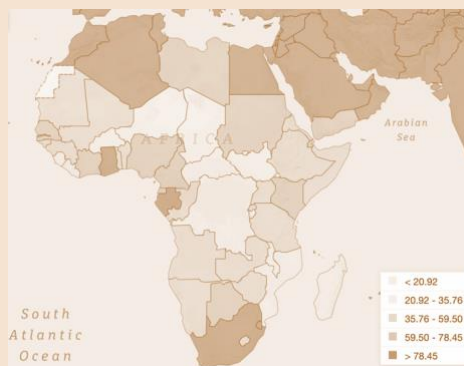 AFRICA
Arabian
Sea
South
Atlantic
Ocean
< 20.92
20.92 - 35.76
35.76 - 59.50
59.50 - 78.45
> 78.45